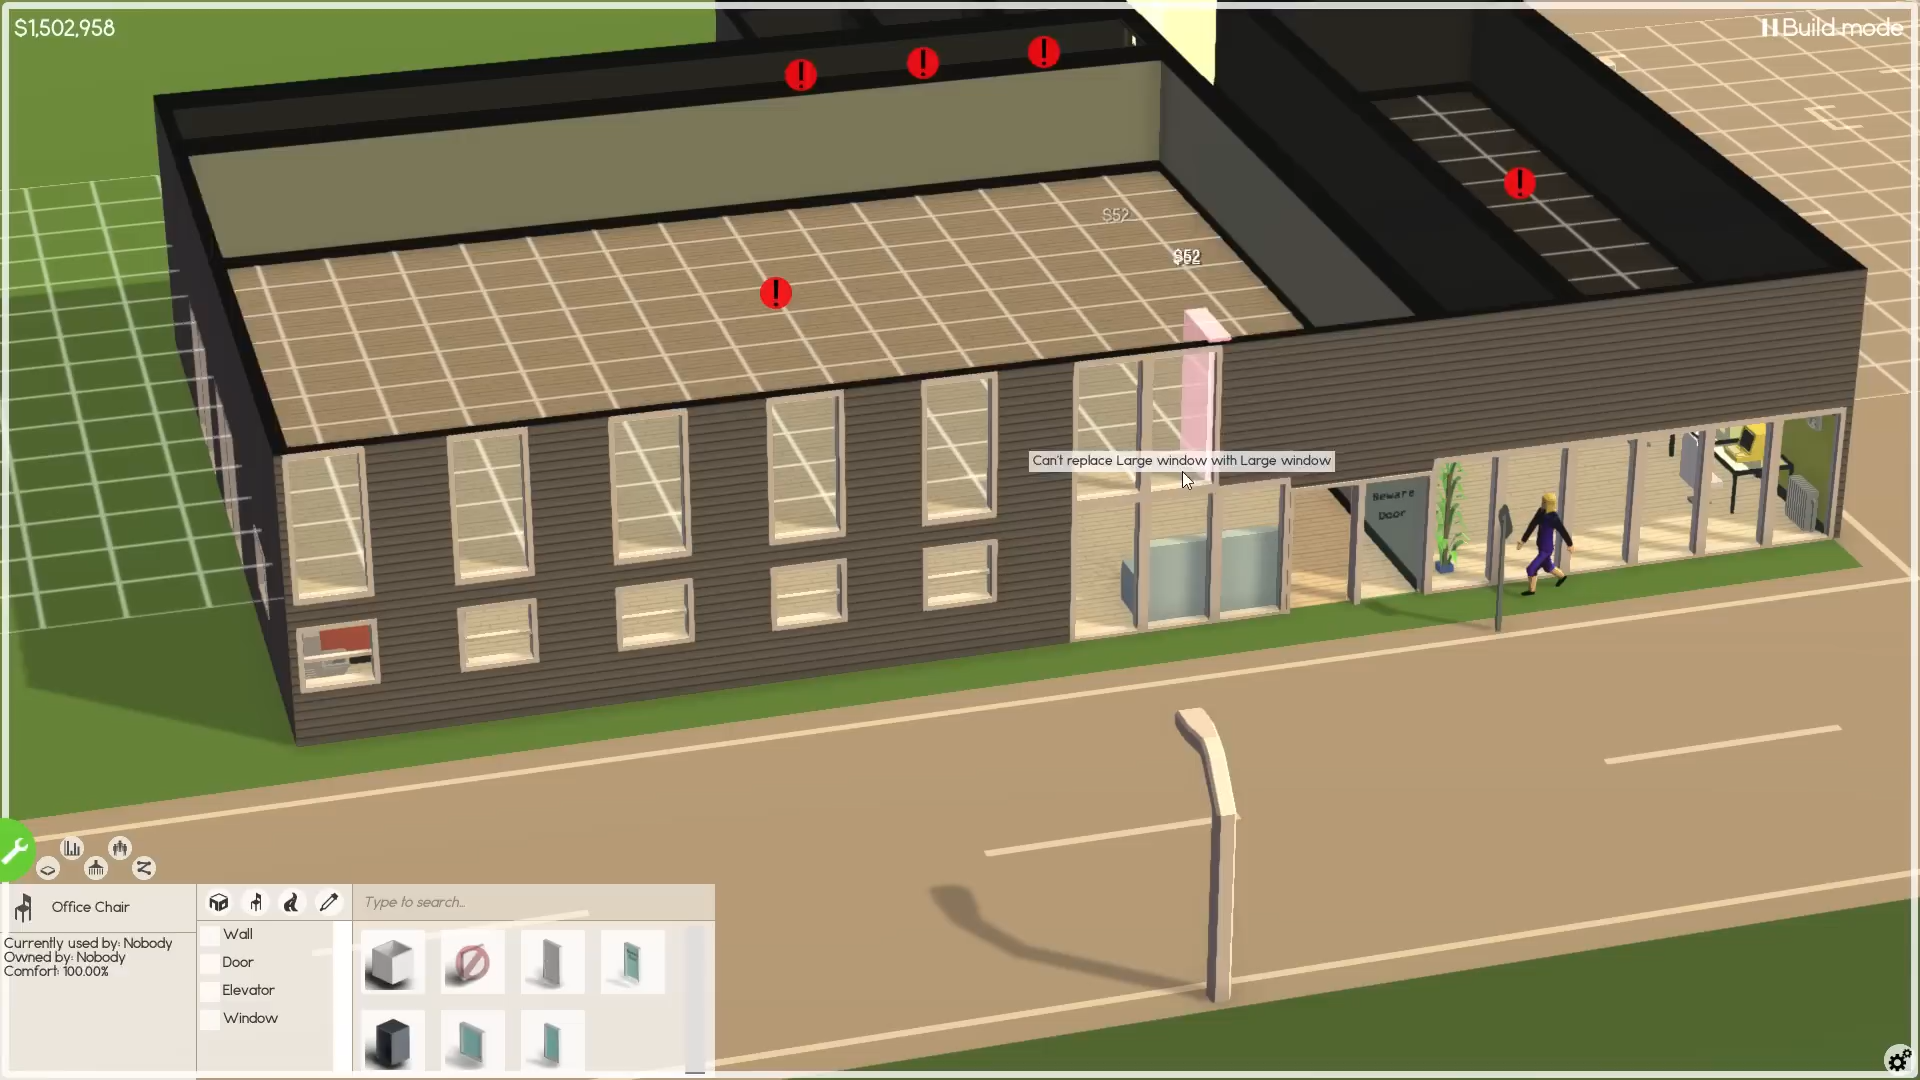 $1,502,958
Build mode
$52
$52
Can't replace Large window with Large window
Beware
Door
Office Chair
Currently used by: Nobody
Owned by: Nobody
Comfort: 100.00%
Type to search...
Wall
Door
Elevator
Window